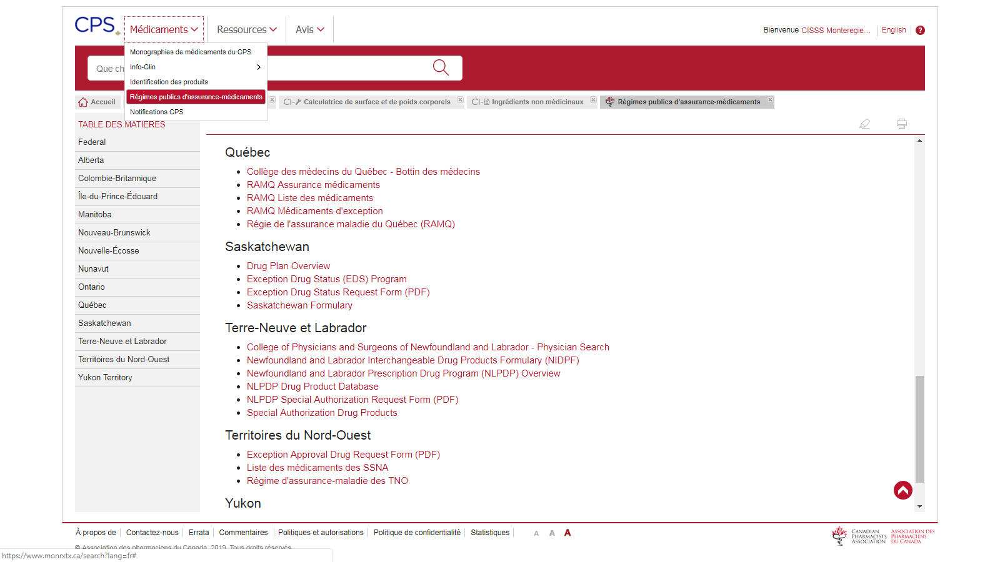 CPS
Médicaments
Ressources
Avis
Bienvenue CISSS Monteregie...
English
?
Monographies de médicaments du CPS
Info-Clin
Identification des produits
Régimes publics d'assurance-médicaments
Notifications CPS
Que ch
Accueil
CI- Calculatrice de surface et de poids corporels
CI- Ingrédients non médicinaux
Régimes publics d'assurance-médicaments
TABLE DES MATIERES
Federal
Alberta
Colombie-Britannique
Île-du-Prince-Édouard
Manitoba
Nouveau-Brunswick
Nouvelle-Écosse
Nunavut
Ontario
Québec
Saskatchewan
Terre-Neuve et Labrador
Territoires du Nord-Ouest
Yukon Territory
Québec
Collège des médecins du Québec - Bottin des médecins
RAMQ Assurance médicaments
RAMQ Liste des médicaments
RAMQ Médicaments d'exception
Régie de l'assurance maladie du Québec (RAMQ)
Saskatchewan
Drug Plan Overview
Exception Drug Status (EDS) Program
Exception Drug Status Request Form (PDF)
Saskatchewan Formulary
Terre-Neuve et Labrador
College of Physicians and Surgeons of Newfoundland and Labrador - Physician Search
Newfoundland and Labrador Interchangeable Drug Products Formulary (NIDPF)
Newfoundland and Labrador Prescription Drug Program (NLPDP) Overview
NLPDP Drug Product Database
NLPDP Special Authorization Request Form (PDF)
Special Authorization Drug Products
Territoires du Nord-Ouest
Exception Approval Drug Request Form (PDF)
Liste des médicaments des SSNA
Régime d'assurance-maladie des TNO
Yukon
À propos de
Contactez-nous
Errata
Commentaires
Politiques et autorisations
Politique de confidentialité
Statistiques
A A A
CANADIAN PHARMACISTS ASSOCIATION
ASSOCIATION DES PHARMACIENS DU CANADA
© Association des pharmaciens du Canada, 2019. Tous droits réservés
https://www.monrxtx.ca/search?lang=fr#